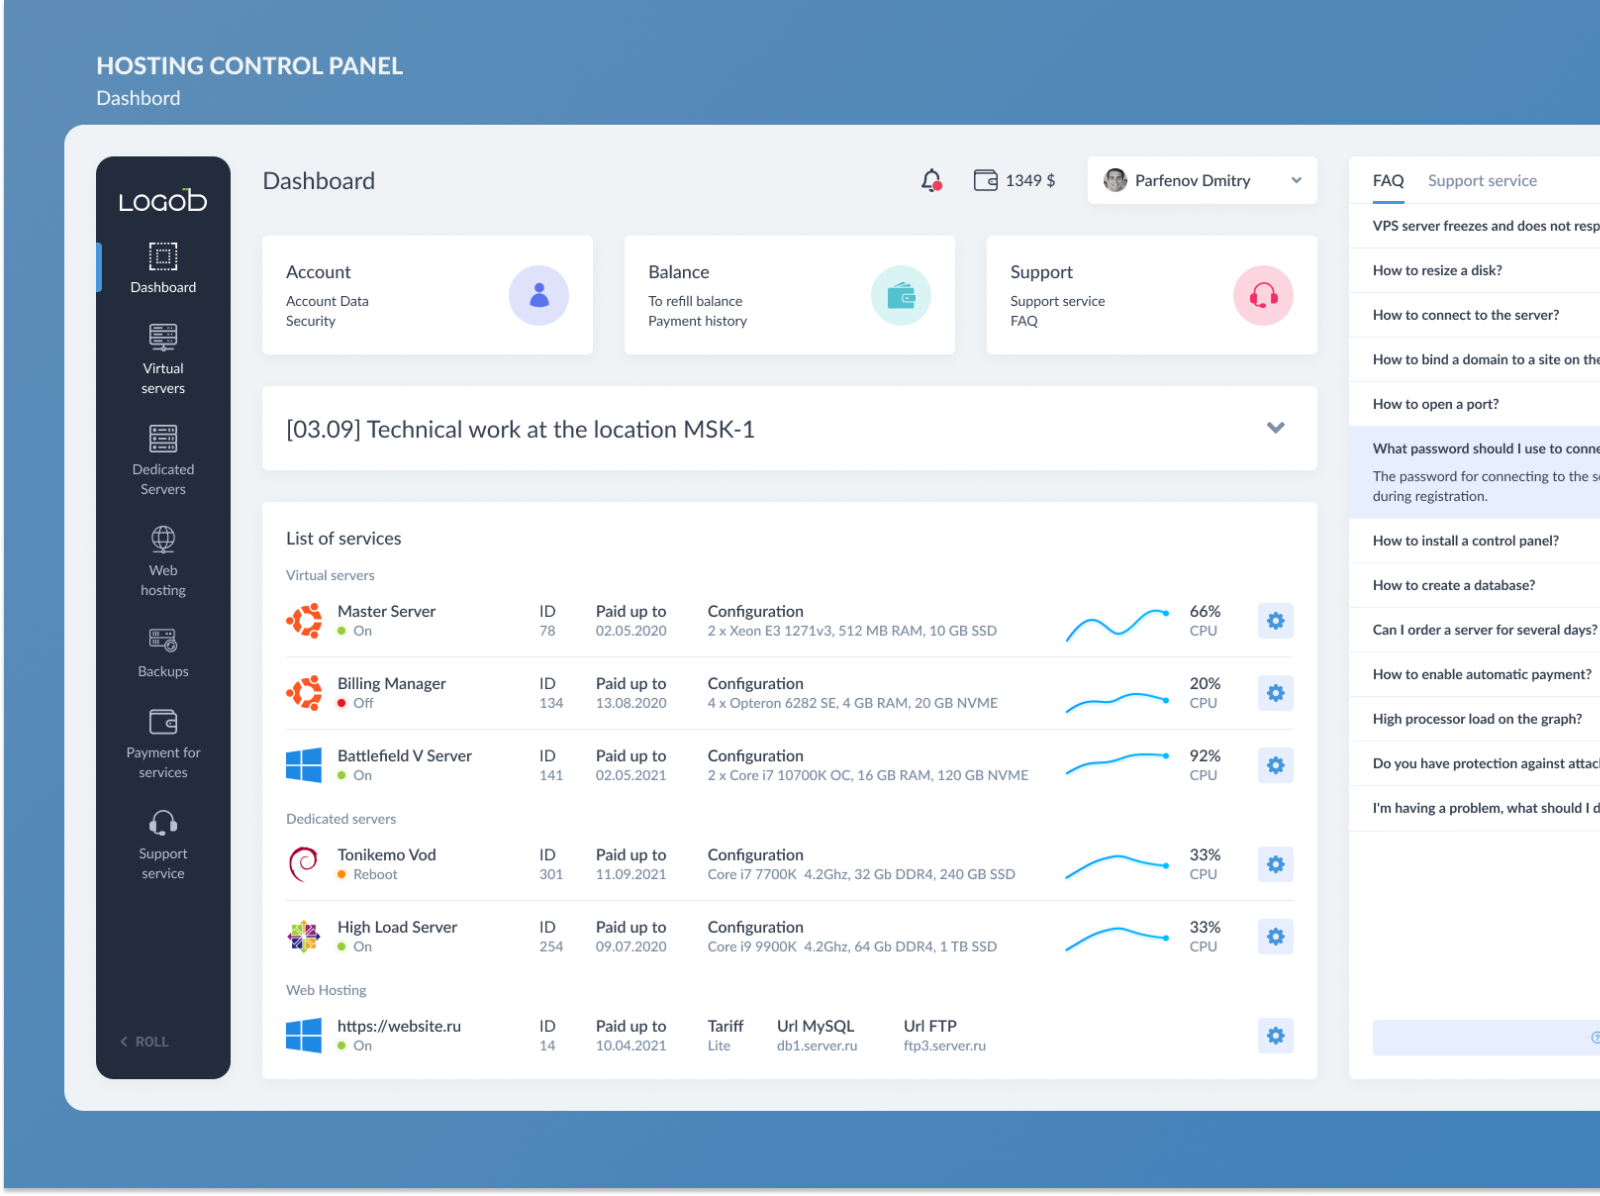 HOSTING CONTROL PANEL
Dashbord
LOGOb
Dashboard
Virtual
servers
Dedicated
Servers
Web
hosting
Backups
Payment for
services
Support
service
ROLL
Dashboard
1349 $
Parfenov Dmitry
Account
Account Data
Security
Balance
To refill balance
Payment history
Support
Support service
FAQ
[03.09] Technical work at the location MSK-1
List of services
Virtual servers
Master Server ID Paid up to Configuration 66%
On 78 02.05.2020 2 x Xeon E3 1271v3, 512 MB RAM, 10 GB SSD CPU
Billing Manager ID Paid up to Configuration 20%
Off 134 13.08.2020 4 x Opteron 6282 SE, 4 GB RAM, 20 GB NVME CPU
Battlefield V Server ID Paid up to Configuration 92%
On 141 02.05.2021 2 x Core i7 10700K OC, 16 GB RAM, 120 GB NVME CPU
Dedicated servers
Tonikemo Vod ID Paid up to Configuration 33%
Reboot 301 11.09.2021 Core i7 7700K 4.2Ghz, 32 Gb DDR4, 240 GB SSD CPU
High Load Server ID Paid up to Configuration 33%
On 254 09.07.2020 Core i9 9900K 4.2Ghz, 64 Gb DDR4, 1 TB SSD CPU
Web Hosting
https://website.ru ID Paid up to Tariff Url MySQL Url FTP
On 14 10.04.2021 Lite db1.server.ru ftp3.server.ru
FAQ Support service
VPS server freezes and does not
How to resize a disk?
How to connect to the server?
How to bind a domain to a site on
How to open a port?
What password should I use to
The password for connecting to the
during registration.
How to install a control panel?
How to create a database?
Can I order a server for several days?
How to enable automatic payment?
High processor load on the graph?
Do you have protection against
I'm having a problem, what should I